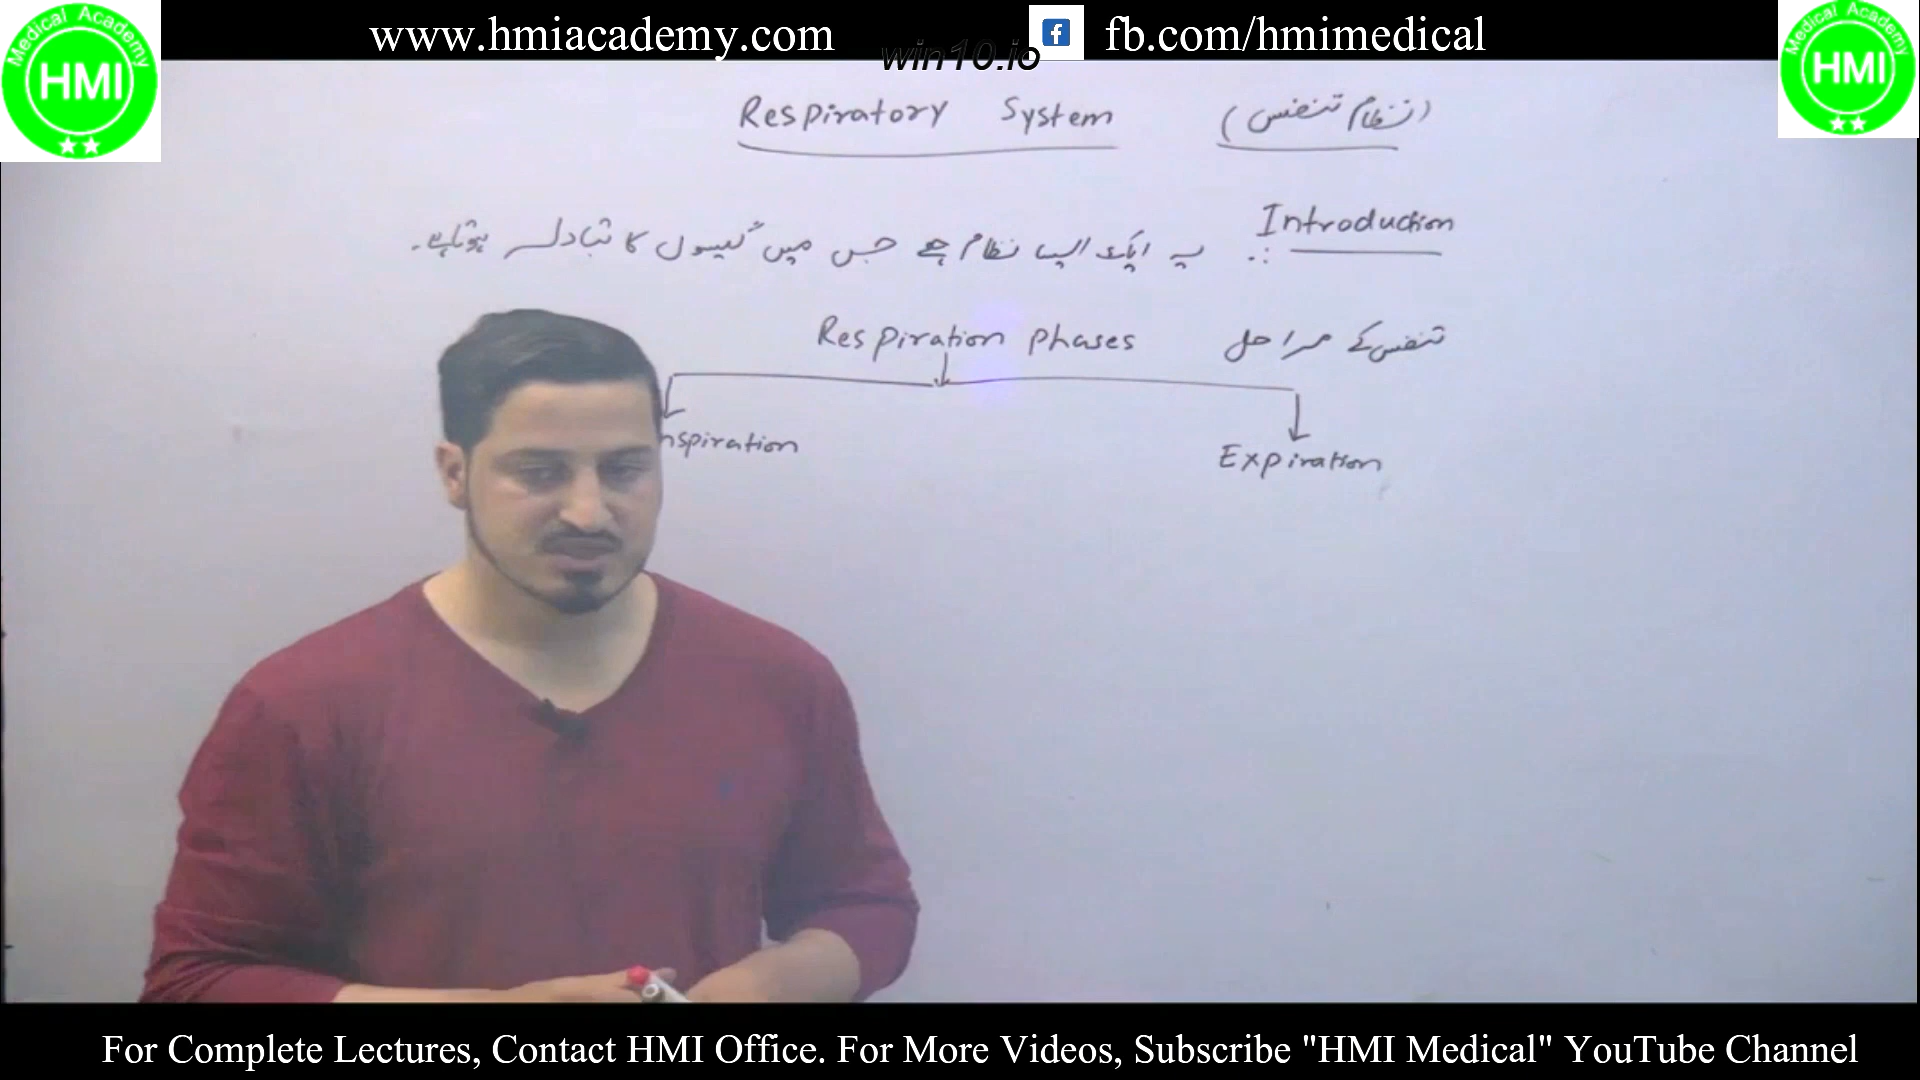 Medical Academy
HMI
www.hmiacademy.com
fb.com/hmimedical
Medical Academy
HMI
win10.io
Respiratory System (نظام تنفس)
Introduction
یہ ایک ایسا نظام ہے جس میں گیسوں کا تبادلہ ہوتا ہے۔
Respiration phases تنفس کے مراحل
nspiration
Expiration
For Complete Lectures, Contact HMI Office. For More Videos, Subscribe "HMI Medical" YouTube Channel